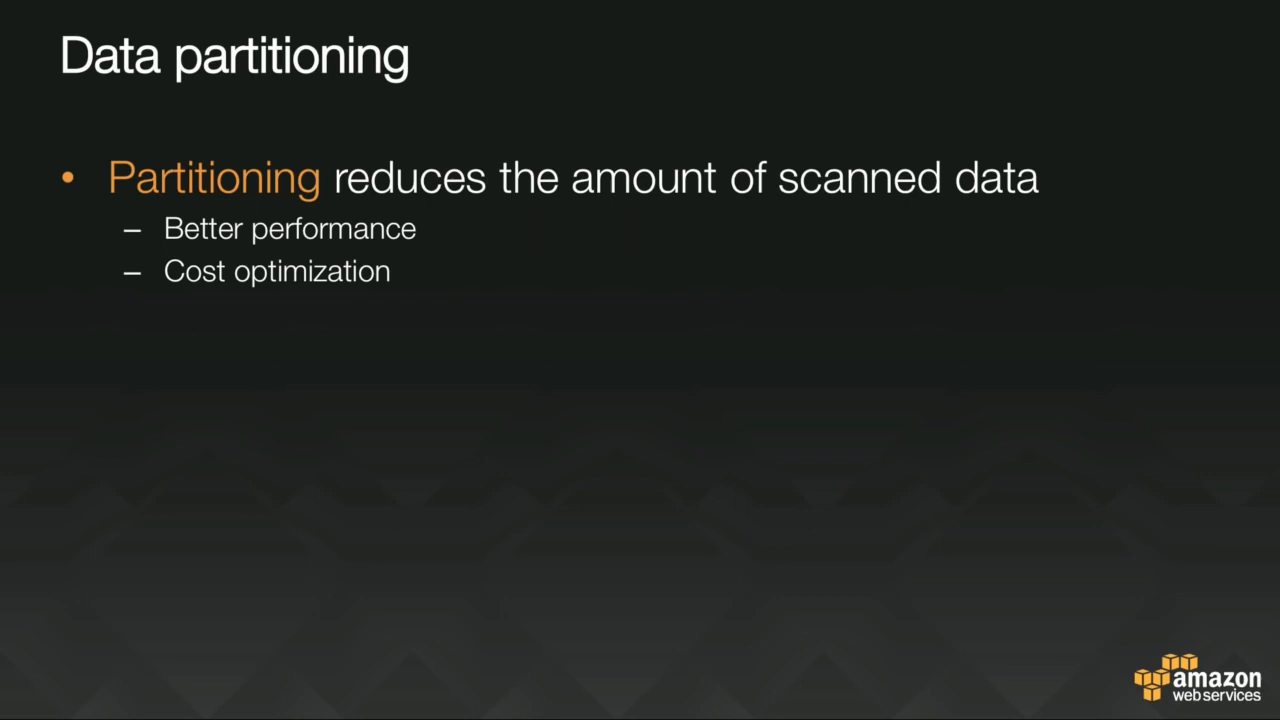 Data partitioning
• Partitioning reduces the amount of scanned data
– Better performance
– Cost optimization
amazon
web services